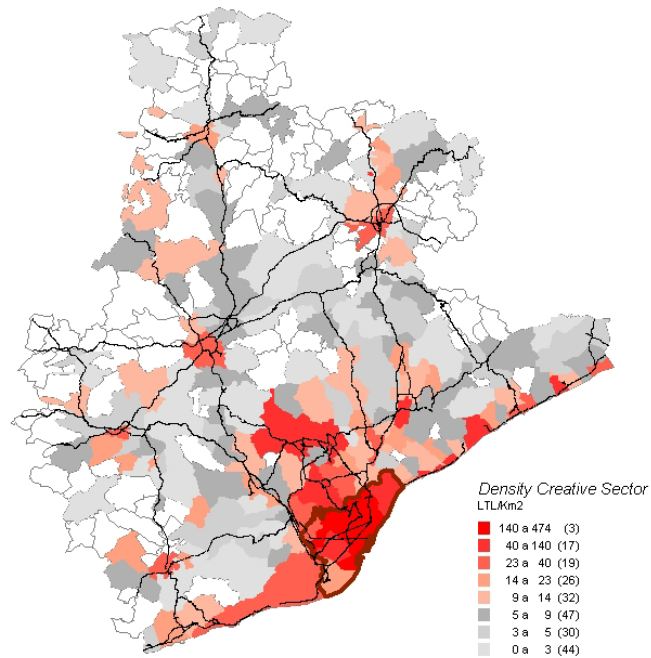 Density Creative Sector
LTL/Km2
140 a 474 (3)
40 a 140 (17)
23 a 40 (19)
14 a 23 (26)
9 a 14 (32)
5 a 9 (47)
3 a 5 (30)
0 a 3 (44)